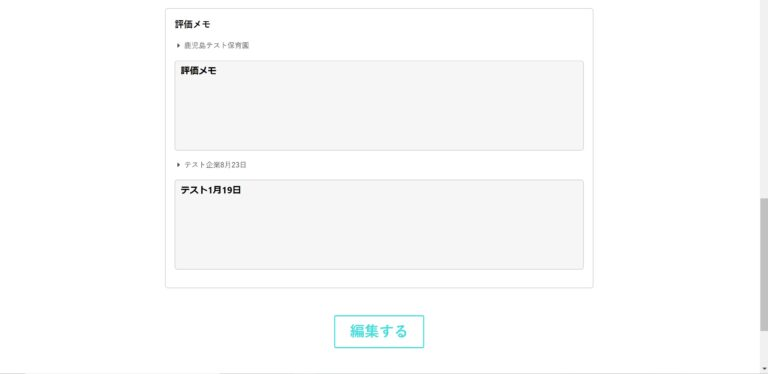 評価メモ
鹿児島テスト保育園
評価メモ
テスト企業8月23日
テスト1月19日
編集する